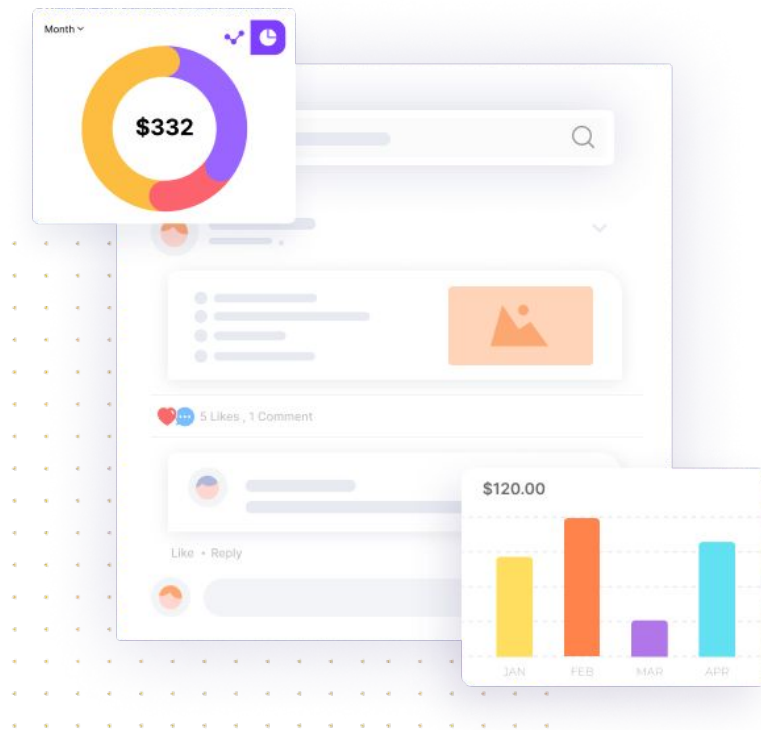 Month
$332
5 Likes , 1 Comment
Like • Reply
$120.00
JAN FEB MAR APR